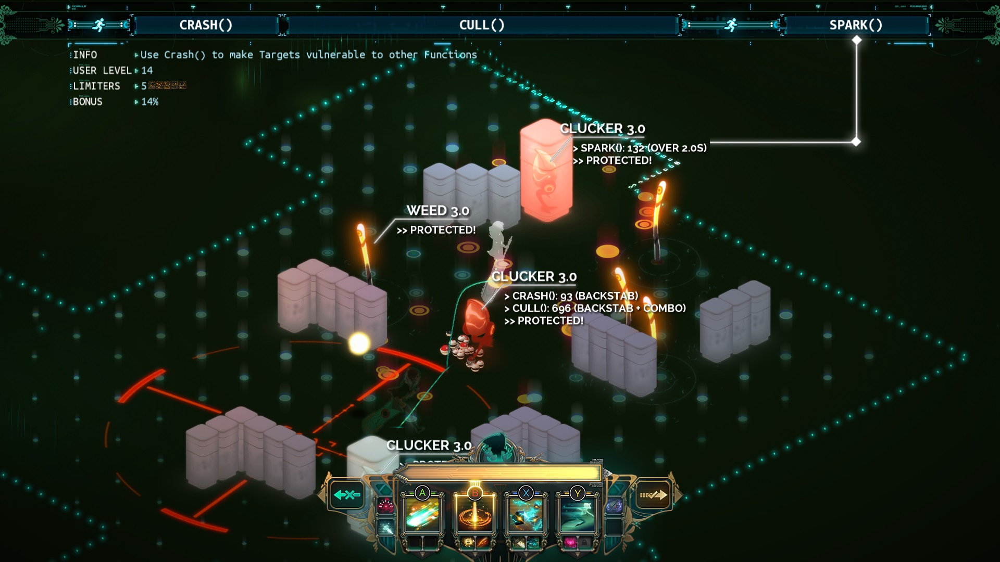 CRASH()
CULL()
SPARK()
INFO Use Crash() to make Targets vulnerable to other Functions
USER LEVEL 14
LIMITERS 5
BONUS 14%
CLUCKER 3.0
> SPARK(): 132 (OVER 2.0S)
>> PROTECTED!
WEED 3.0
>> PROTECTED!
CLUCKER 3.0
> CRASH(): 93 (BACKSTAB)
> CULL(): 696 (BACKSTAB + COMBO)
>> PROTECTED!
CLUCKER 3.0
A
B
X
Y